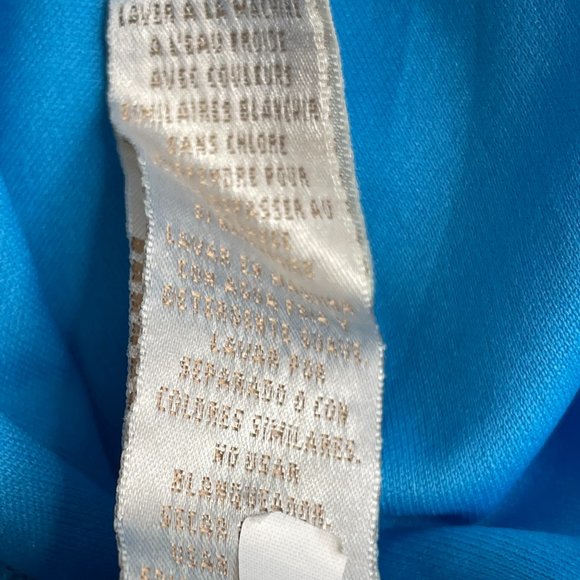 LAVER A LA MACHINE
A L'EAU FROIDE
AVEC COULEURS
SIMILAIRES BLANCHIR
SANS CHLORE
POUR
REPASSER AU
LAVAR EN MAQUINA
CON AGUA FRIA Y
DETERGENTE SUAVE
LAVAR POR
SEPARADO O CON
COLORES SIMILARES.
NO USAR
BLANQUEADOR.
USAR